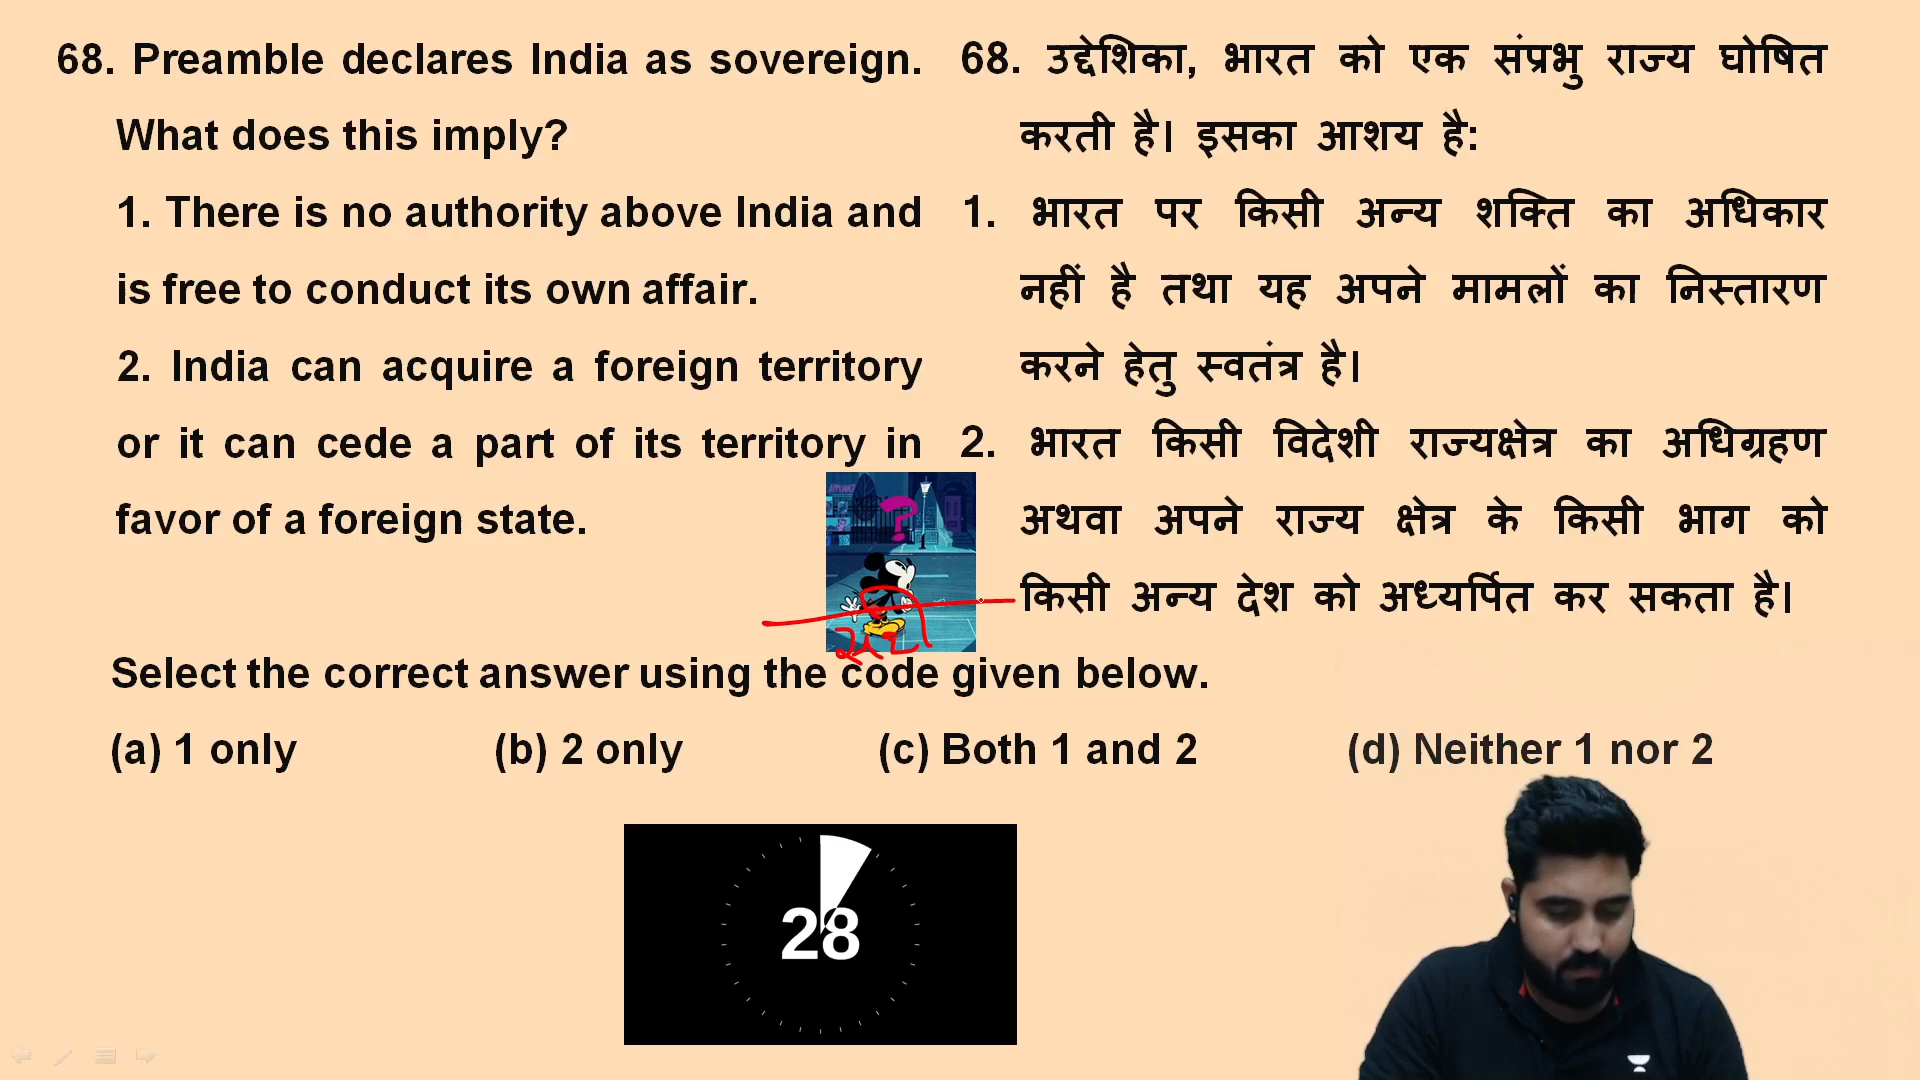 68. Preamble declares India as sovereign.
What does this imply?
1. There is no authority above India and
is free to conduct its own affair.
2. India can acquire a foreign territory
or it can cede a part of its territory in
favor of a foreign state.
68. उद्देशिका, भारत को एक संप्रभु राज्य घोषित
करती है। इसका आशय है:
1. भारत पर किसी अन्य शक्ति का अधिकार
नहीं है तथा यह अपने मामलों का निस्तारण
करने हेतु स्वतंत्र है।
2. भारत किसी विदेशी राज्यक्षेत्र का अधिग्रहण
अथवा अपने राज्य क्षेत्र के किसी भाग को
किसी अन्य देश को अध्यर्पित कर सकता है।
?
Select the correct answer using the code given below.
(a) 1 only
(b) 2 only
(c) Both 1 and 2
(d) Neither 1 nor 2
28